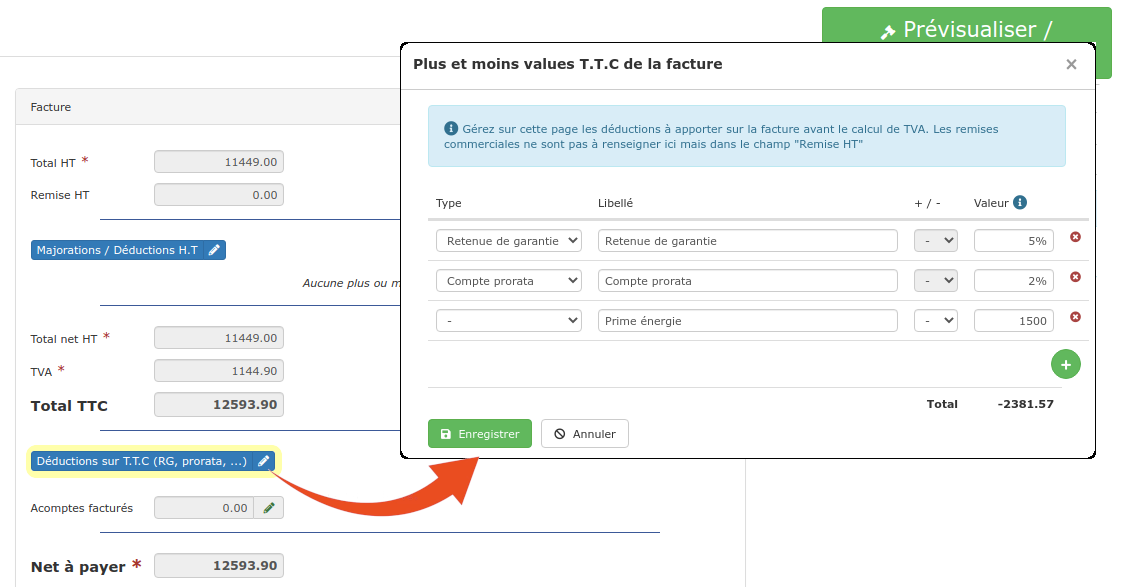 Prévisualiser /
Facture
Total HT *
11449.00
Remise HT
0.00
Majorations / Déductions H.T
Aucune plus ou m
Total net HT *
11449.00
TVA *
1144.90
Total TTC
12593.90
Déductions sur T.T.C (RG, prorata, ...)
Acomptes facturés
0.00
Net à payer *
12593.90
Plus et moins values T.T.C de la facture
×
Gérez sur cette page les déductions à apporter sur la facture avant le calcul de TVA. Les remises
commerciales ne sont pas à renseigner ici mais dans le champ "Remise HT"
Type Libellé + / - Valeur
Retenue de garantie Retenue de garantie - 5%
Compte prorata Compte prorata - 2%
- Prime énergie - 1500
+
Total -2381.57
Enregistrer Annuler